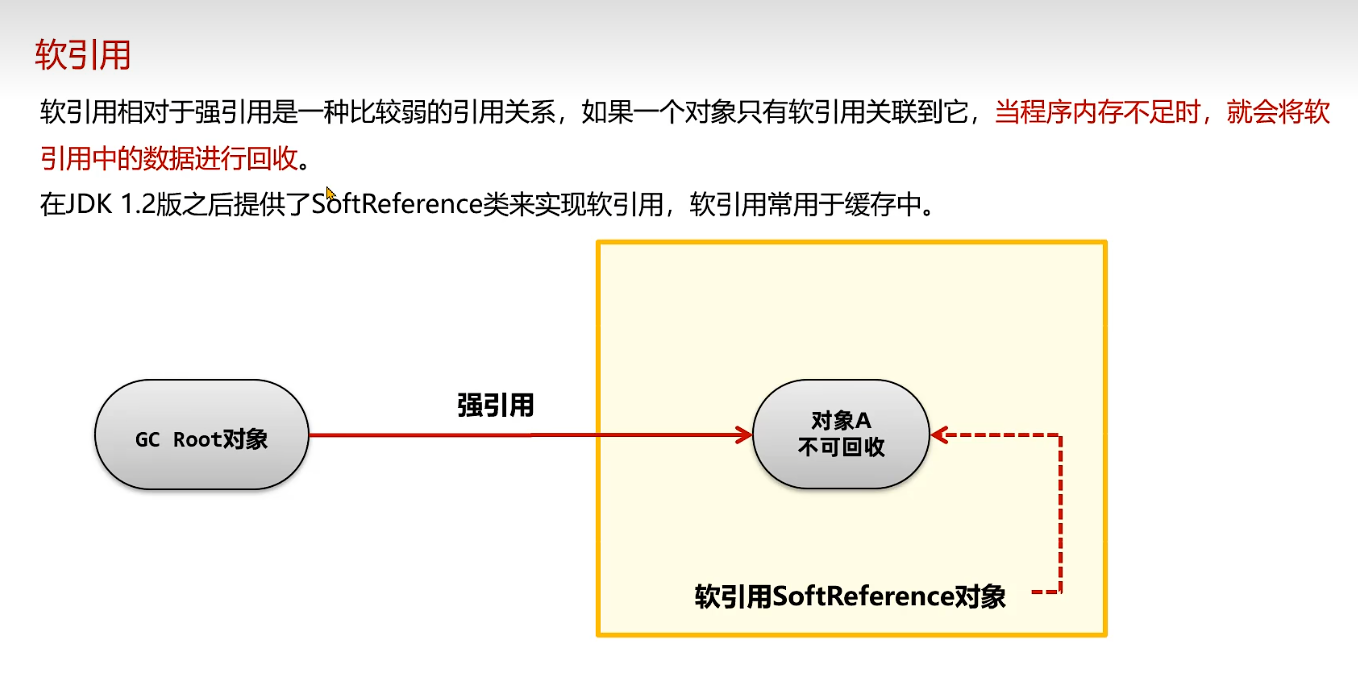 软引用
软引用相对于强引用是一种比较弱的引用关系，如果一个对象只有软引用关联到它，当程序内存不足时，就会将软
引用中的数据进行回收。
在JDK 1.2版之后提供了SoftReference类来实现软引用，软引用常用于缓存中。
强引用
GC Root对象
对象A
不可回收
软引用SoftReference对象